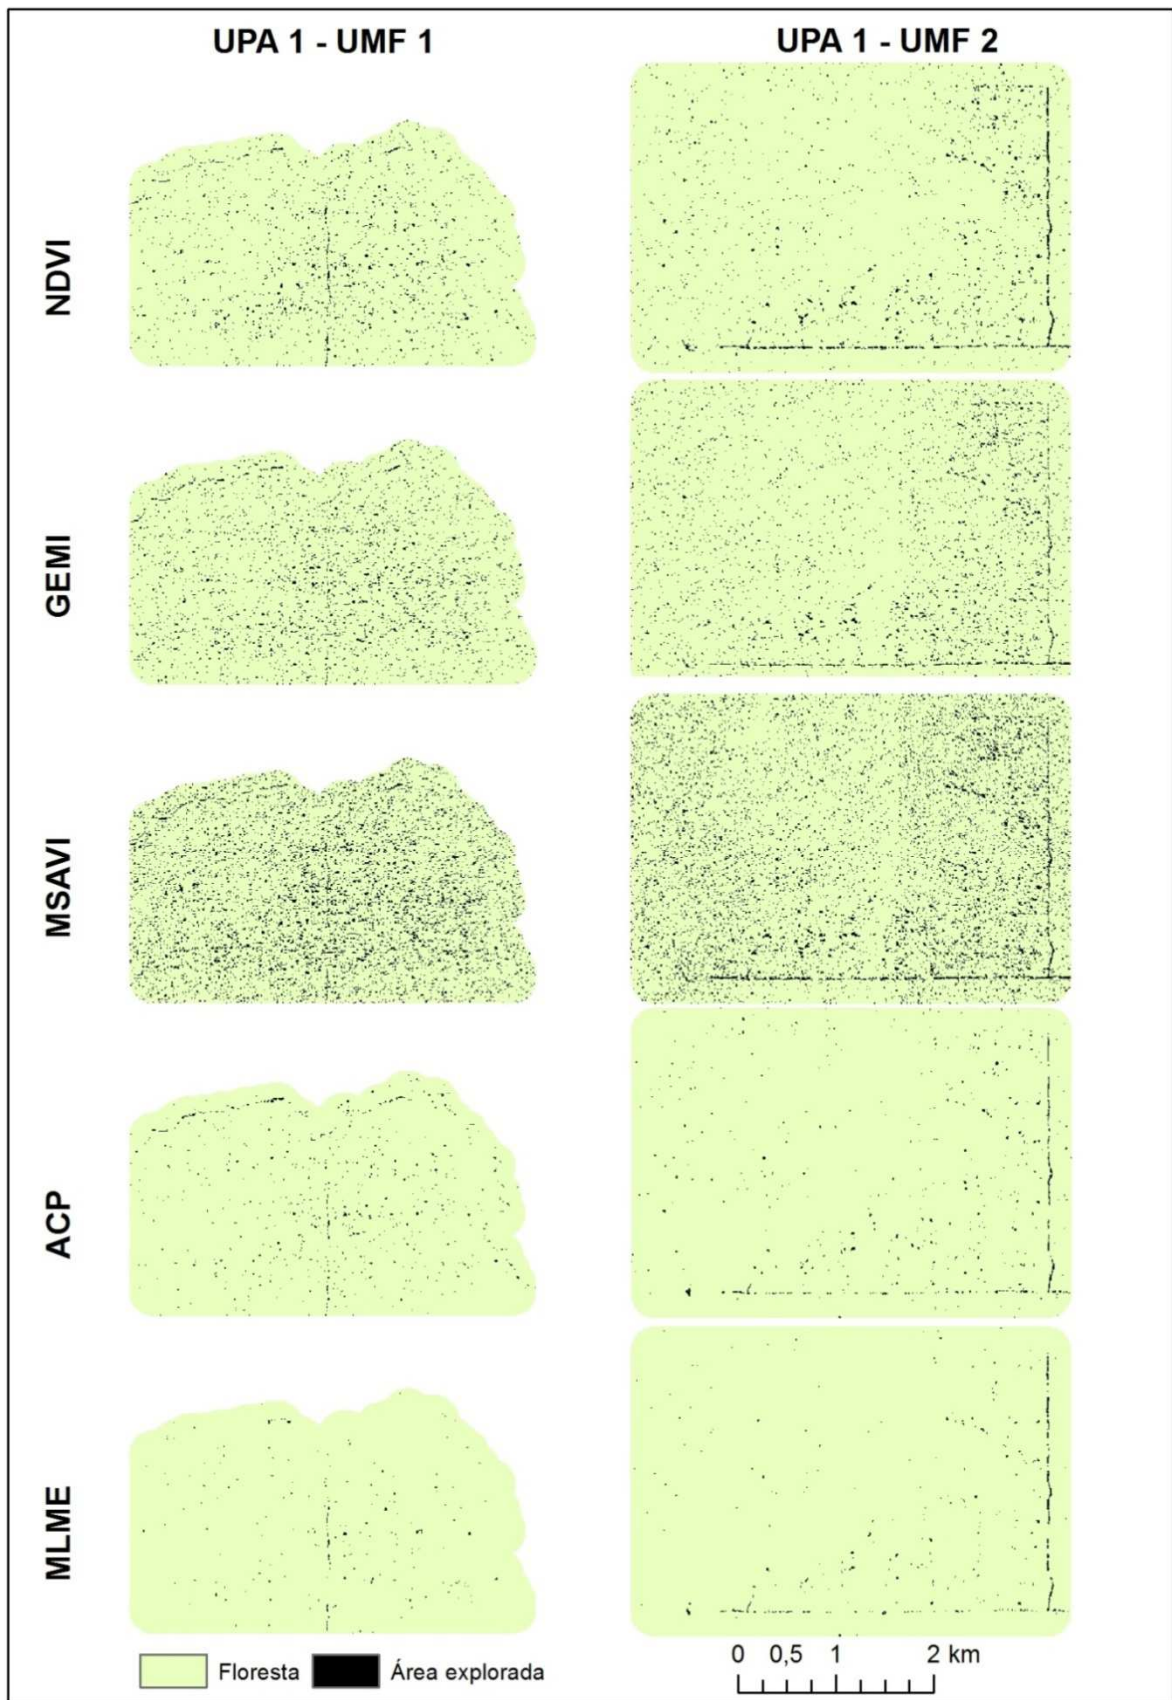 UPA 1 - UMF 1
UPA 1 - UMF 2
NDVI
GEMI
MSAVI
ACP
MLME
Floresta
Área explorada
0 0,5 1 2 km